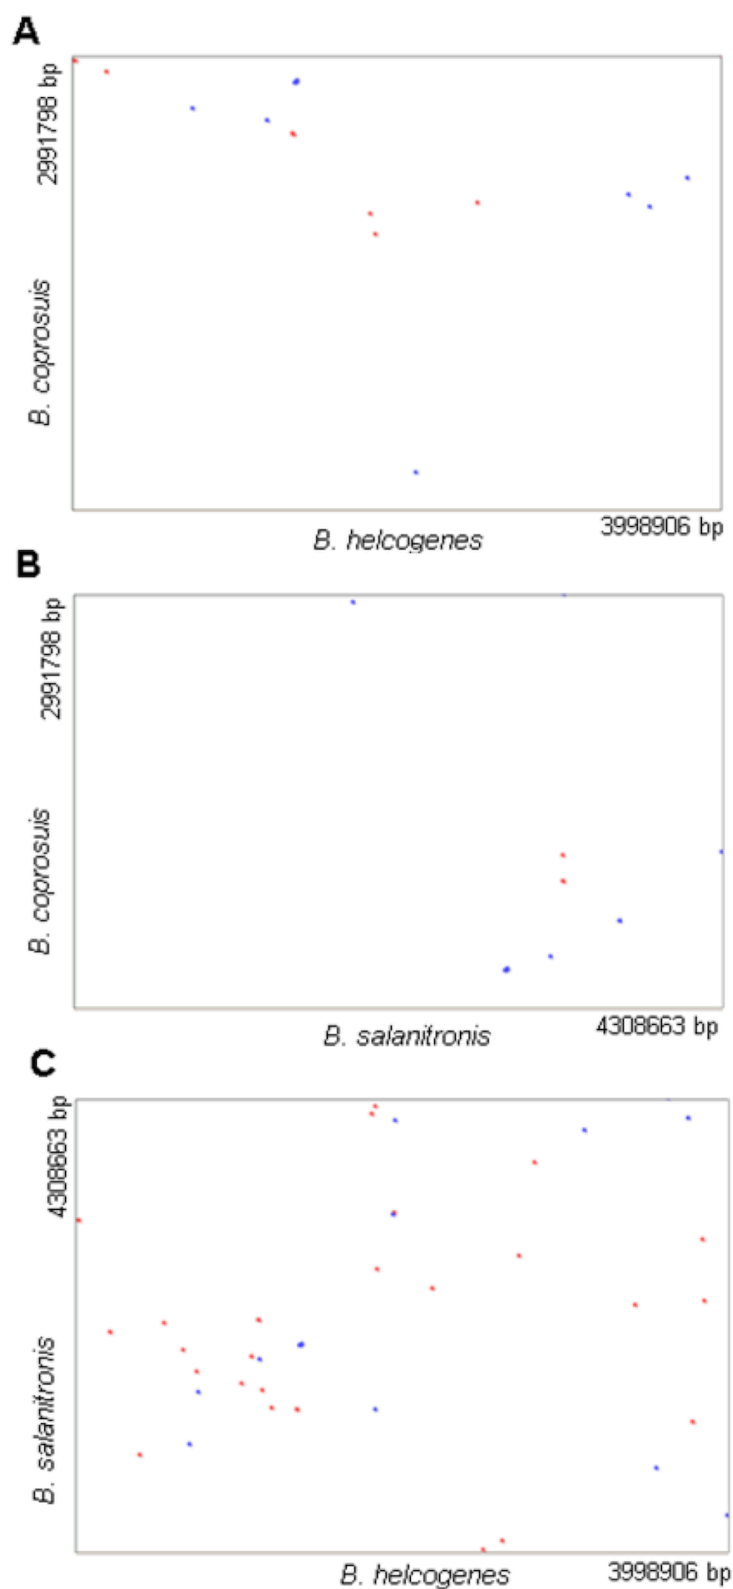 A
2991798 bp
B. coprosuis
B. helcogenes
3998906 bp
B
2991798 bp
B. coprosuis
B. salanitronis
4308663 bp
C
4308663 bp
B. salanitronis
B. helcogenes
3998906 bp